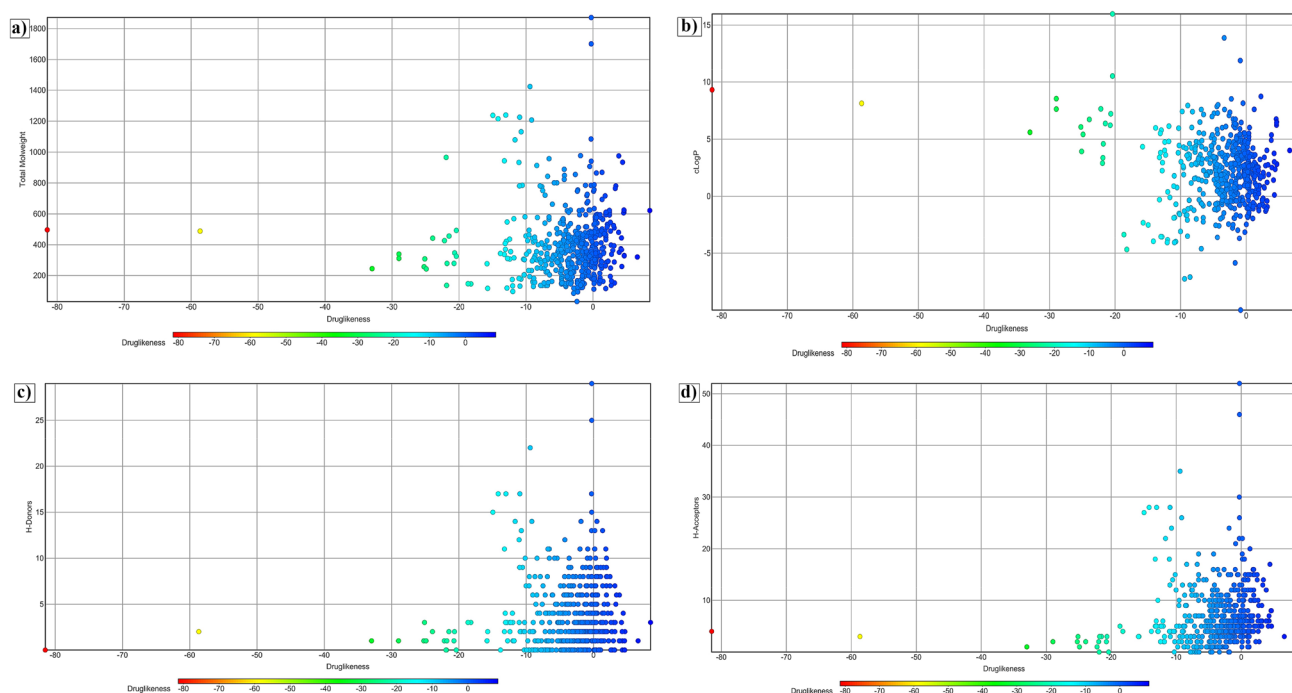 a)
1800
1600
1400
1200
1000
800
600
400
200
Total Molweight
-80 -70 -60 -50 -40 -30 -20 -10 0
Druglikeness
Druglikeness -80 -70 -60 -50 -40 -30 -20 -10 0
b)
15
10
5
0
-5
cLogP
-80 -70 -60 -50 -40 -30 -20 -10 0
Druglikeness
Druglikeness -80 -70 -60 -50 -40 -30 -20 -10 0
c)
25
20
15
10
5
H-Donors
-80 -70 -60 -50 -40 -30 -20 -10 0
Druglikeness
Druglikeness -80 -70 -60 -50 -40 -30 -20 -10 0
d)
50
40
30
20
10
H-Acceptors
-80 -70 -60 -50 -40 -30 -20 -10 0
Druglikeness
Druglikeness -80 -70 -60 -50 -40 -30 -20 -10 0